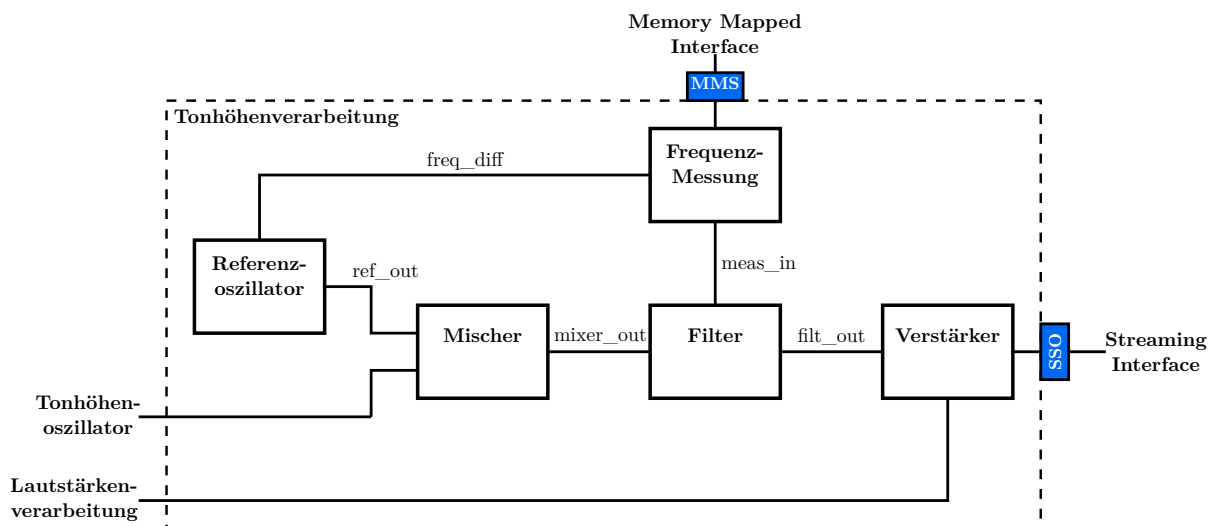 Memory Mapped
Interface
MMS
Tonhöhenverarbeitung
Frequenz-
Messung
freq_diff
Referenz-
oszillator
ref_out
meas_in
Mischer
mixer_out
Filter
filt_out
Verstärker
SSO
Streaming
Interface
Tonhöhen-
oszillator
Lautstärken-
verarbeitung